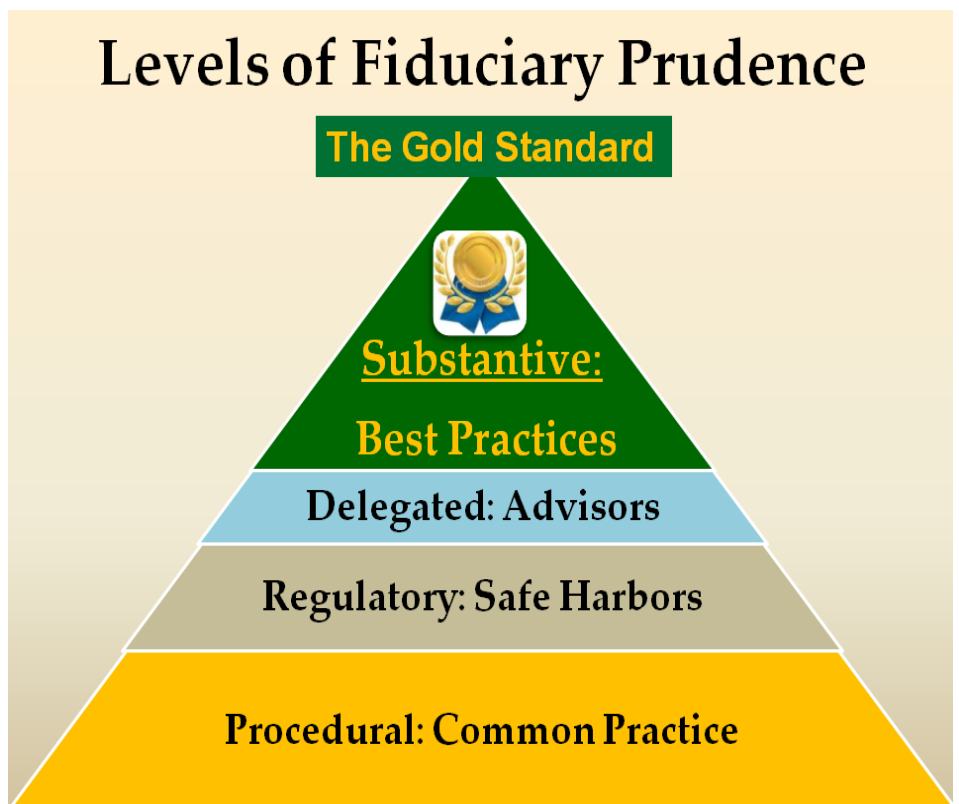 Levels of Fiduciary Prudence
The Gold Standard
Substantive:
Best Practices
Delegated: Advisors
Regulatory: Safe Harbors
Procedural: Common Practice